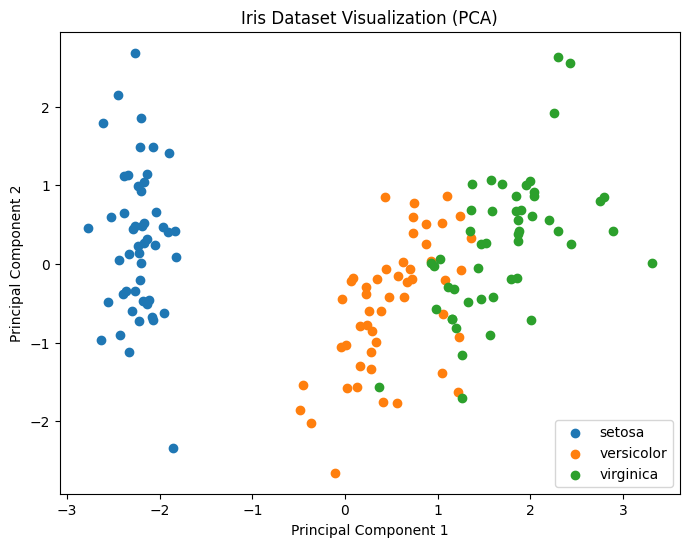 Iris Dataset Visualization (PCA)
Principal Component 2
2
1
0
−1
−2
setosa
versicolor
virginica
−3
−2
−1
0
1
2
3
Principal Component 1